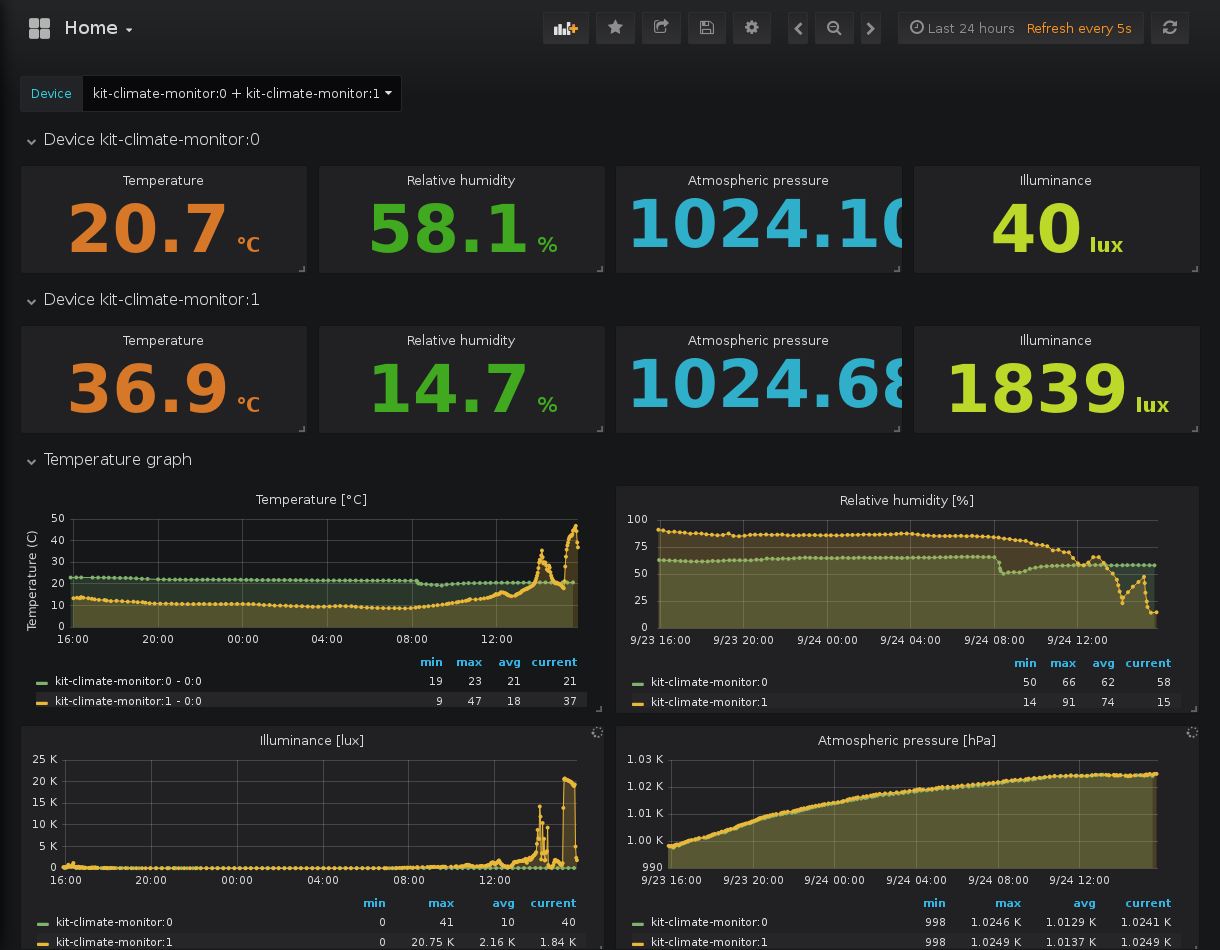 Home
Last 24 hours Refresh every 5s
Device kit-climate-monitor:0 + kit-climate-monitor:1
Device kit-climate-monitor:0
Temperature Relative humidity Atmospheric pressure Illuminance
20.7 °C 58.1 % 1024.10 40 lux
Device kit-climate-monitor:1
Temperature Relative humidity Atmospheric pressure Illuminance
36.9 °C 14.7 % 1024.68 1839 lux
Temperature graph
Temperature [°C]
Temperature (C)
50
40
30
20
10
0
16:00 20:00 00:00 04:00 08:00 12:00
min max avg current
kit-climate-monitor:0 - 0:0 19 23 21 21
kit-climate-monitor:1 - 0:0 9 47 18 37
Relative humidity [%]
100
75
50
25
0
9/23 16:00 9/23 20:00 9/24 00:00 9/24 04:00 9/24 08:00 9/24 12:00
min max avg current
kit-climate-monitor:0 50 66 62 58
kit-climate-monitor:1 14 91 74 15
Illuminance [lux]
25 K
20 K
15 K
10 K
5 K
0
16:00 20:00 00:00 04:00 08:00 12:00
min max avg current
kit-climate-monitor:0 0 41 10 40
kit-climate-monitor:1 0 20.75 K 2.16 K 1.84 K
Atmospheric pressure [hPa]
1.03 K
1.02 K
1.01 K
1.00 K
990
9/23 16:00 9/23 20:00 9/24 00:00 9/24 04:00 9/24 08:00 9/24 12:00
min max avg current
kit-climate-monitor:0 998 1.0246 K 1.0129 K 1.0241 K
kit-climate-monitor:1 998 1.0249 K 1.0137 K 1.0249 K